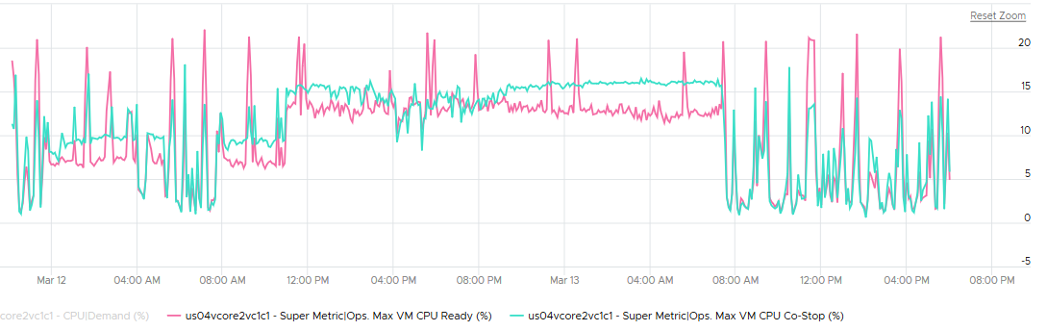 Reset Zoom
20
15
10
5
0
-5
Mar 12 04:00 AM 08:00 AM 12:00 PM 04:00 PM 08:00 PM Mar 13 04:00 AM 08:00 AM 12:00 PM 04:00 PM 08:00 PM
core2vc1c1 - CPU|Demand (%) us04vcore2vc1c1 - Super Metric|Ops. Max VM CPU Ready (%) us04vcore2vc1c1 - Super Metric|Ops. Max VM CPU Co-Stop (%)